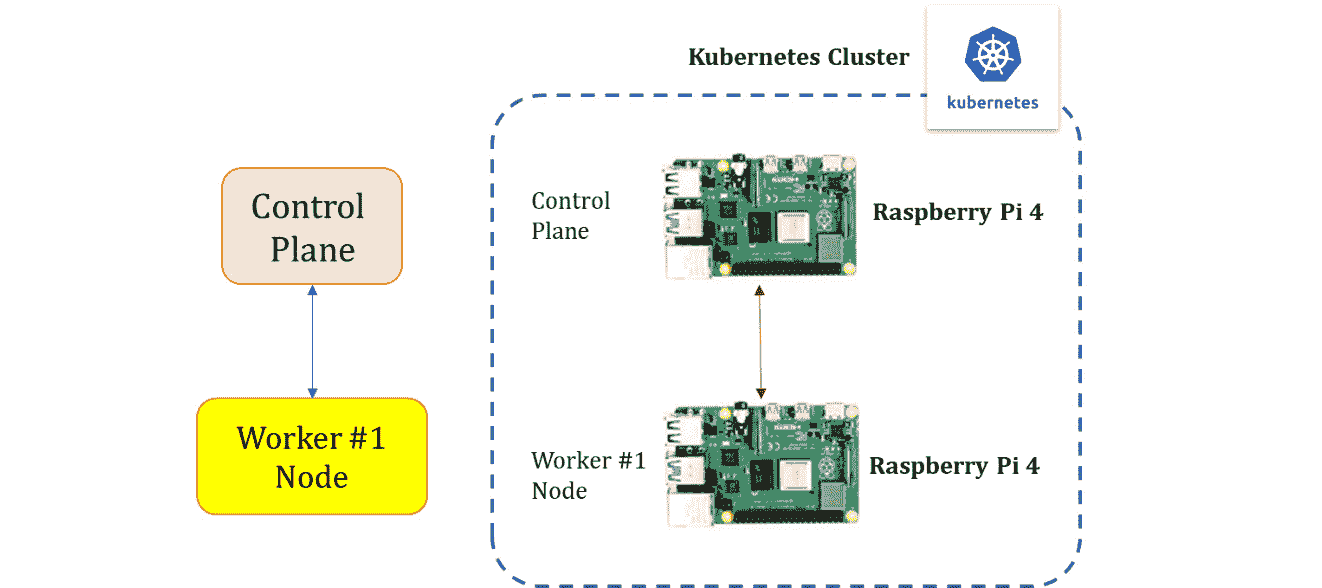 Kubernetes Cluster
kubernetes
Control
Plane
Control
Plane
Raspberry Pi 4
Worker #1
Node
Worker #1
Node
Raspberry Pi 4